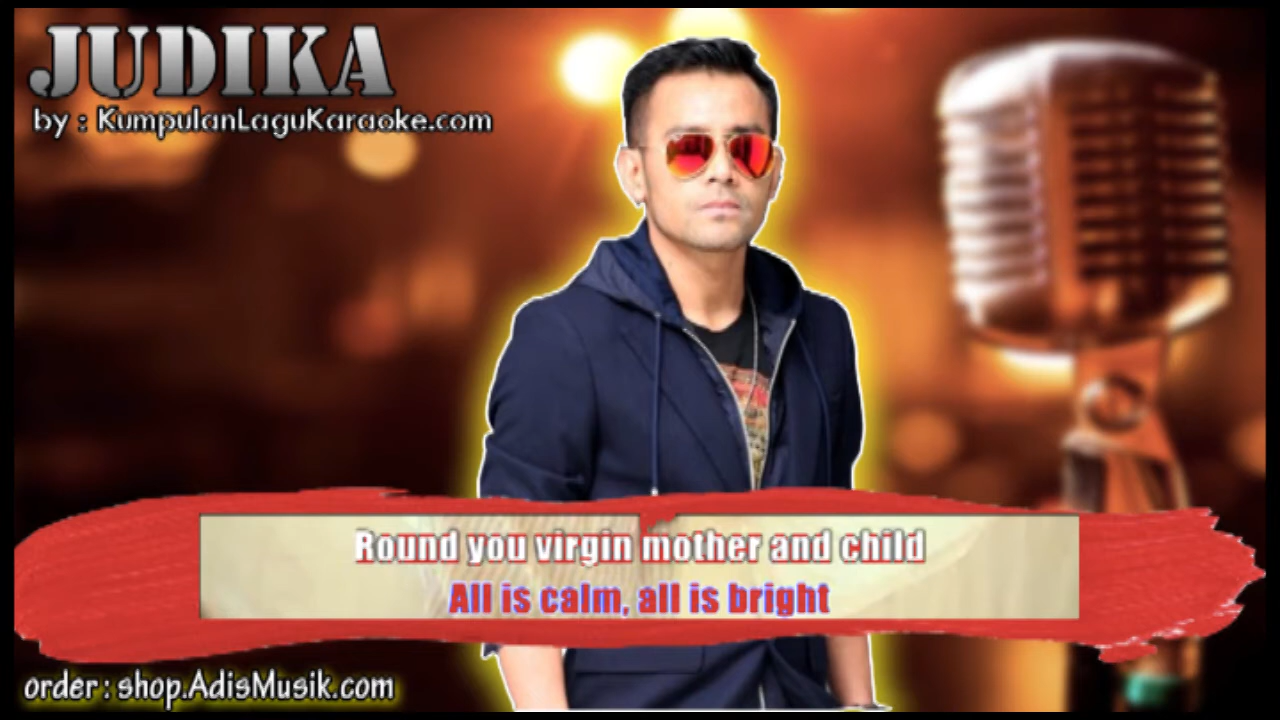 JUDIKA
by : KumpulanLaguKaraoke.com
Round you virgin mother and child
All is calm, all is bright
order : shop.AdisMusik.com